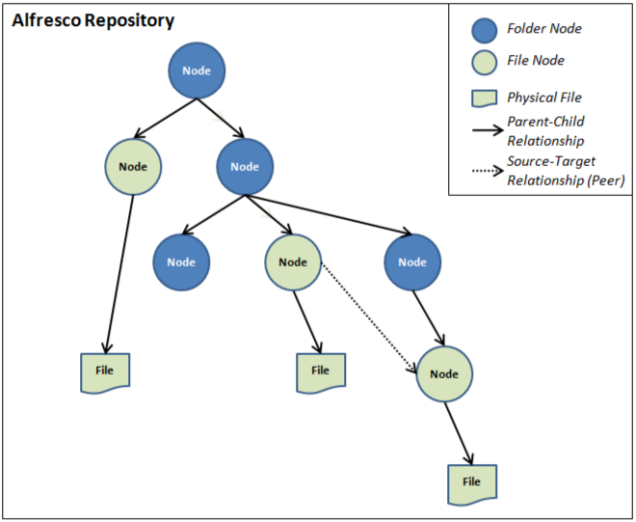 Alfresco Repository
Folder Node
File Node
Physical File
Parent-Child
Relationship
Source-Target
Relationship (Peer)
Node
Node
Node
Node
Node
Node
File
File
Node
File